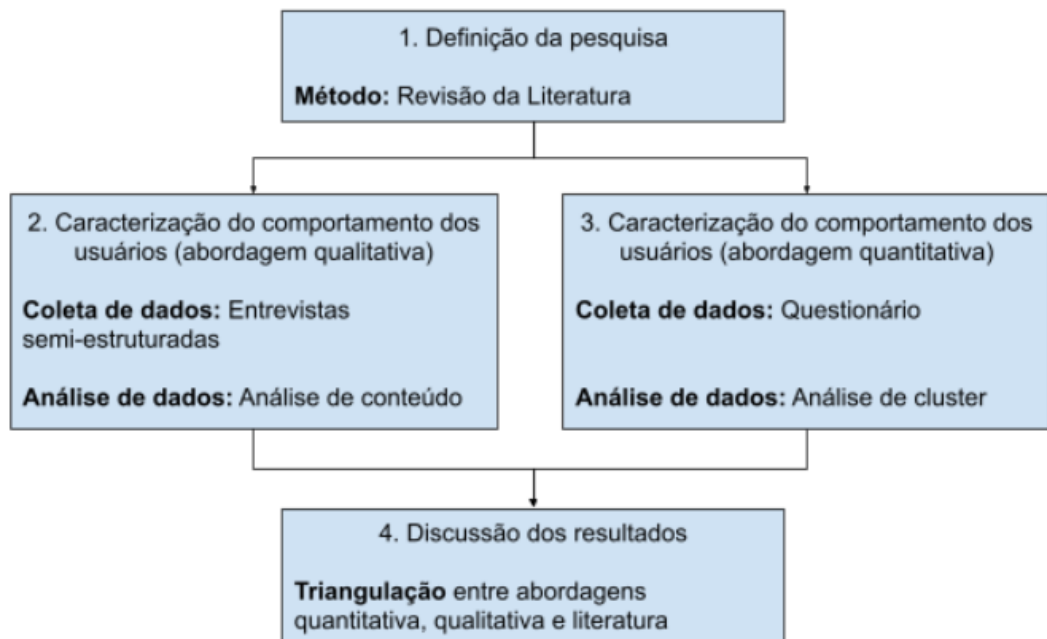 1. Definição da pesquisa
Método: Revisão da Literatura
2. Caracterização do comportamento dos
usuários (abordagem qualitativa)
Coleta de dados: Entrevistas
semi-estruturadas
Análise de dados: Análise de conteúdo
3. Caracterização do comportamento dos
usuários (abordagem quantitativa)
Coleta de dados: Questionário
Análise de dados: Análise de cluster
4. Discussão dos resultados
Triangulação entre abordagens
quantitativa, qualitativa e literatura